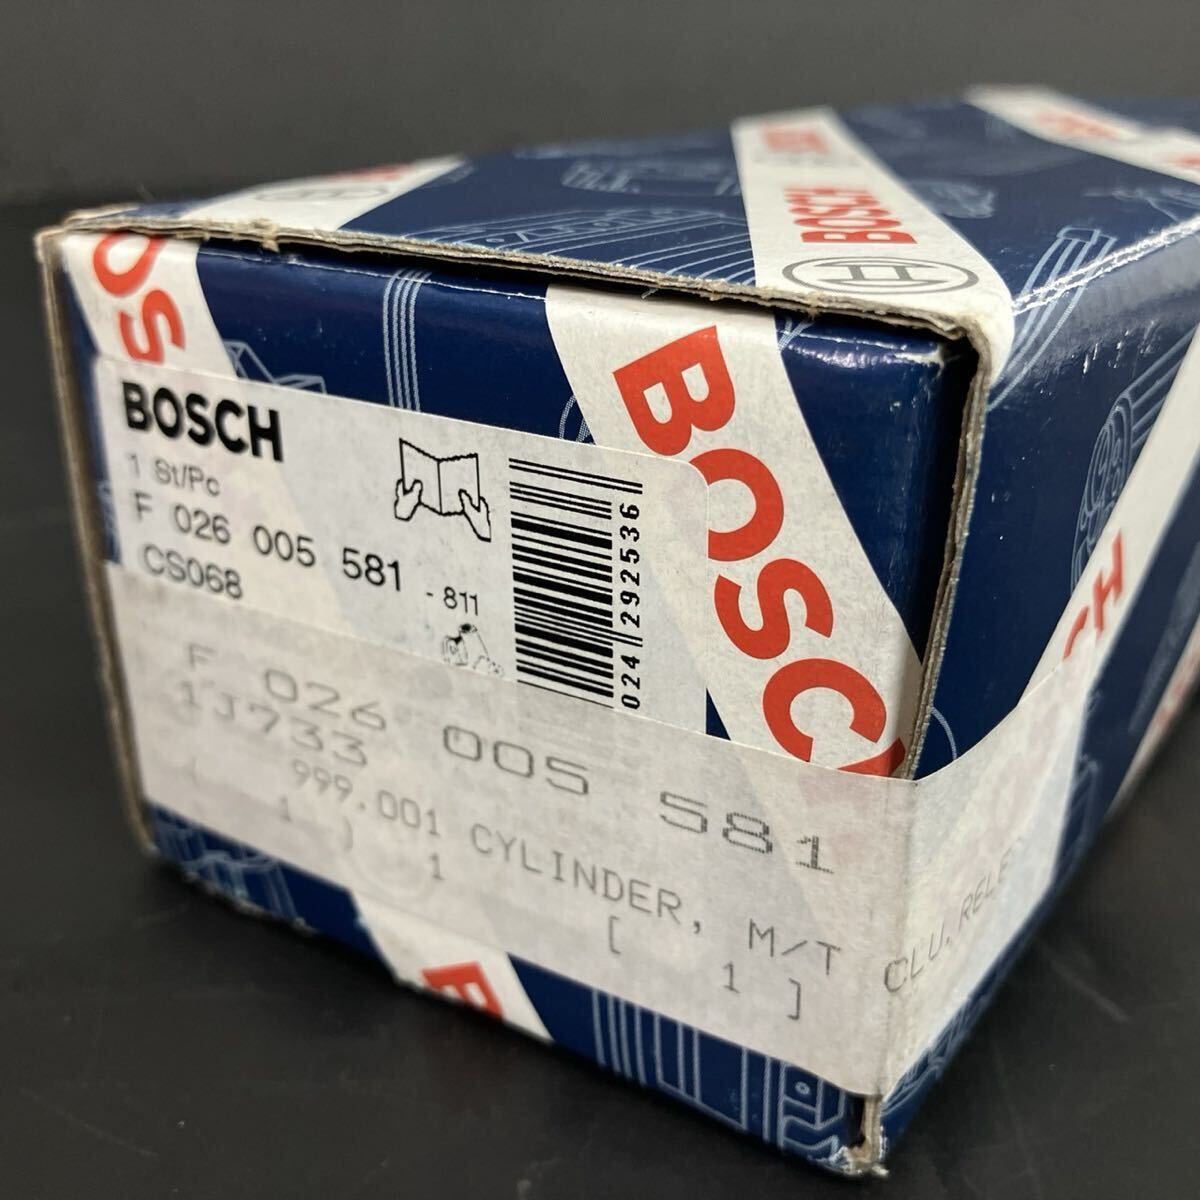 BOSCH
BOSCH
1 St/Pc
F 026 005 581 - 811
CS068
024 292536
F 026 005 581
1J733
999.001 CYLINDER, M/T CLU.RELE
1 ) 1 [ 1 ]
BOSCH